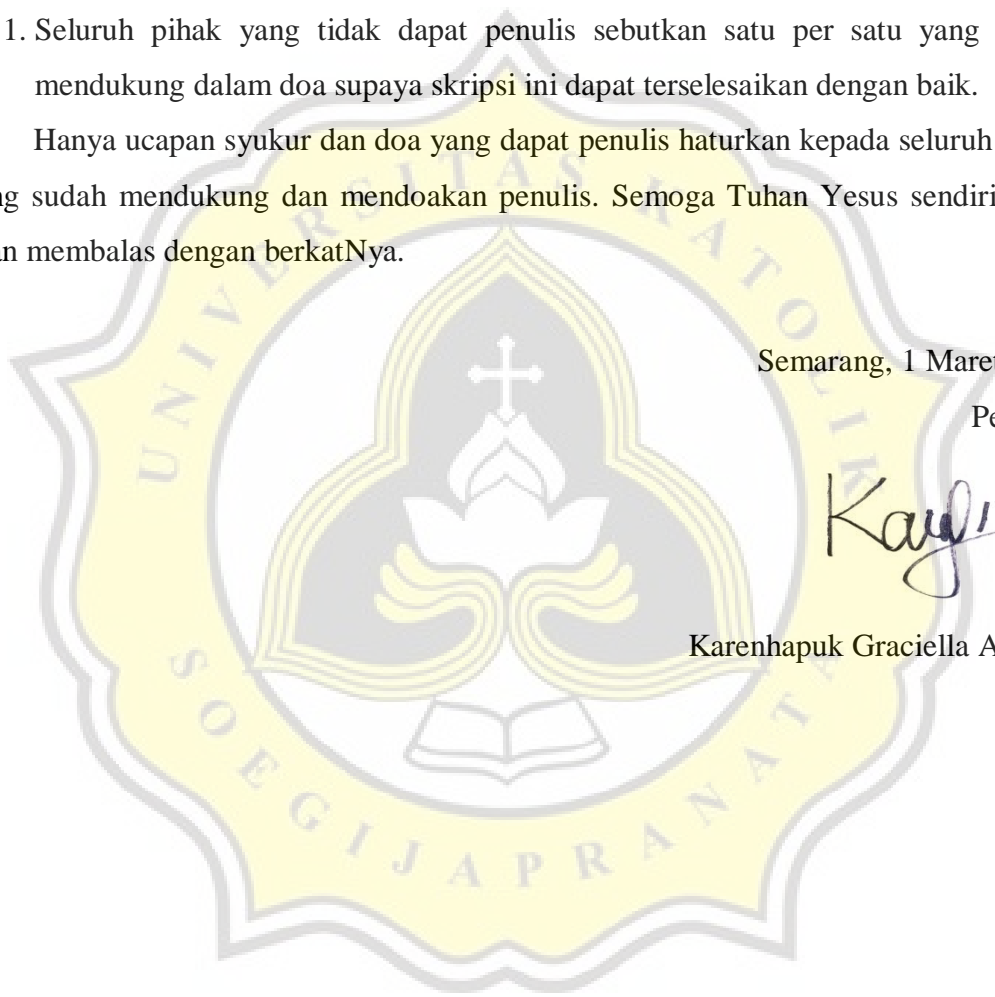 1. Seluruh pihak yang tidak dapat penulis sebutkan satu per satu yang
mendukung dalam doa supaya skripsi ini dapat terselesaikan dengan baik.
Hanya ucapan syukur dan doa yang dapat penulis haturkan kepada seluruh
ng sudah mendukung dan mendoakan penulis. Semoga Tuhan Yesus sendiri
an membalas dengan berkatNya.
UNIVERSITAS KATOLIK
Semarang, 1 Maret
Pe
Karenhapuk Graciella A
SOEGIJAPRANATA